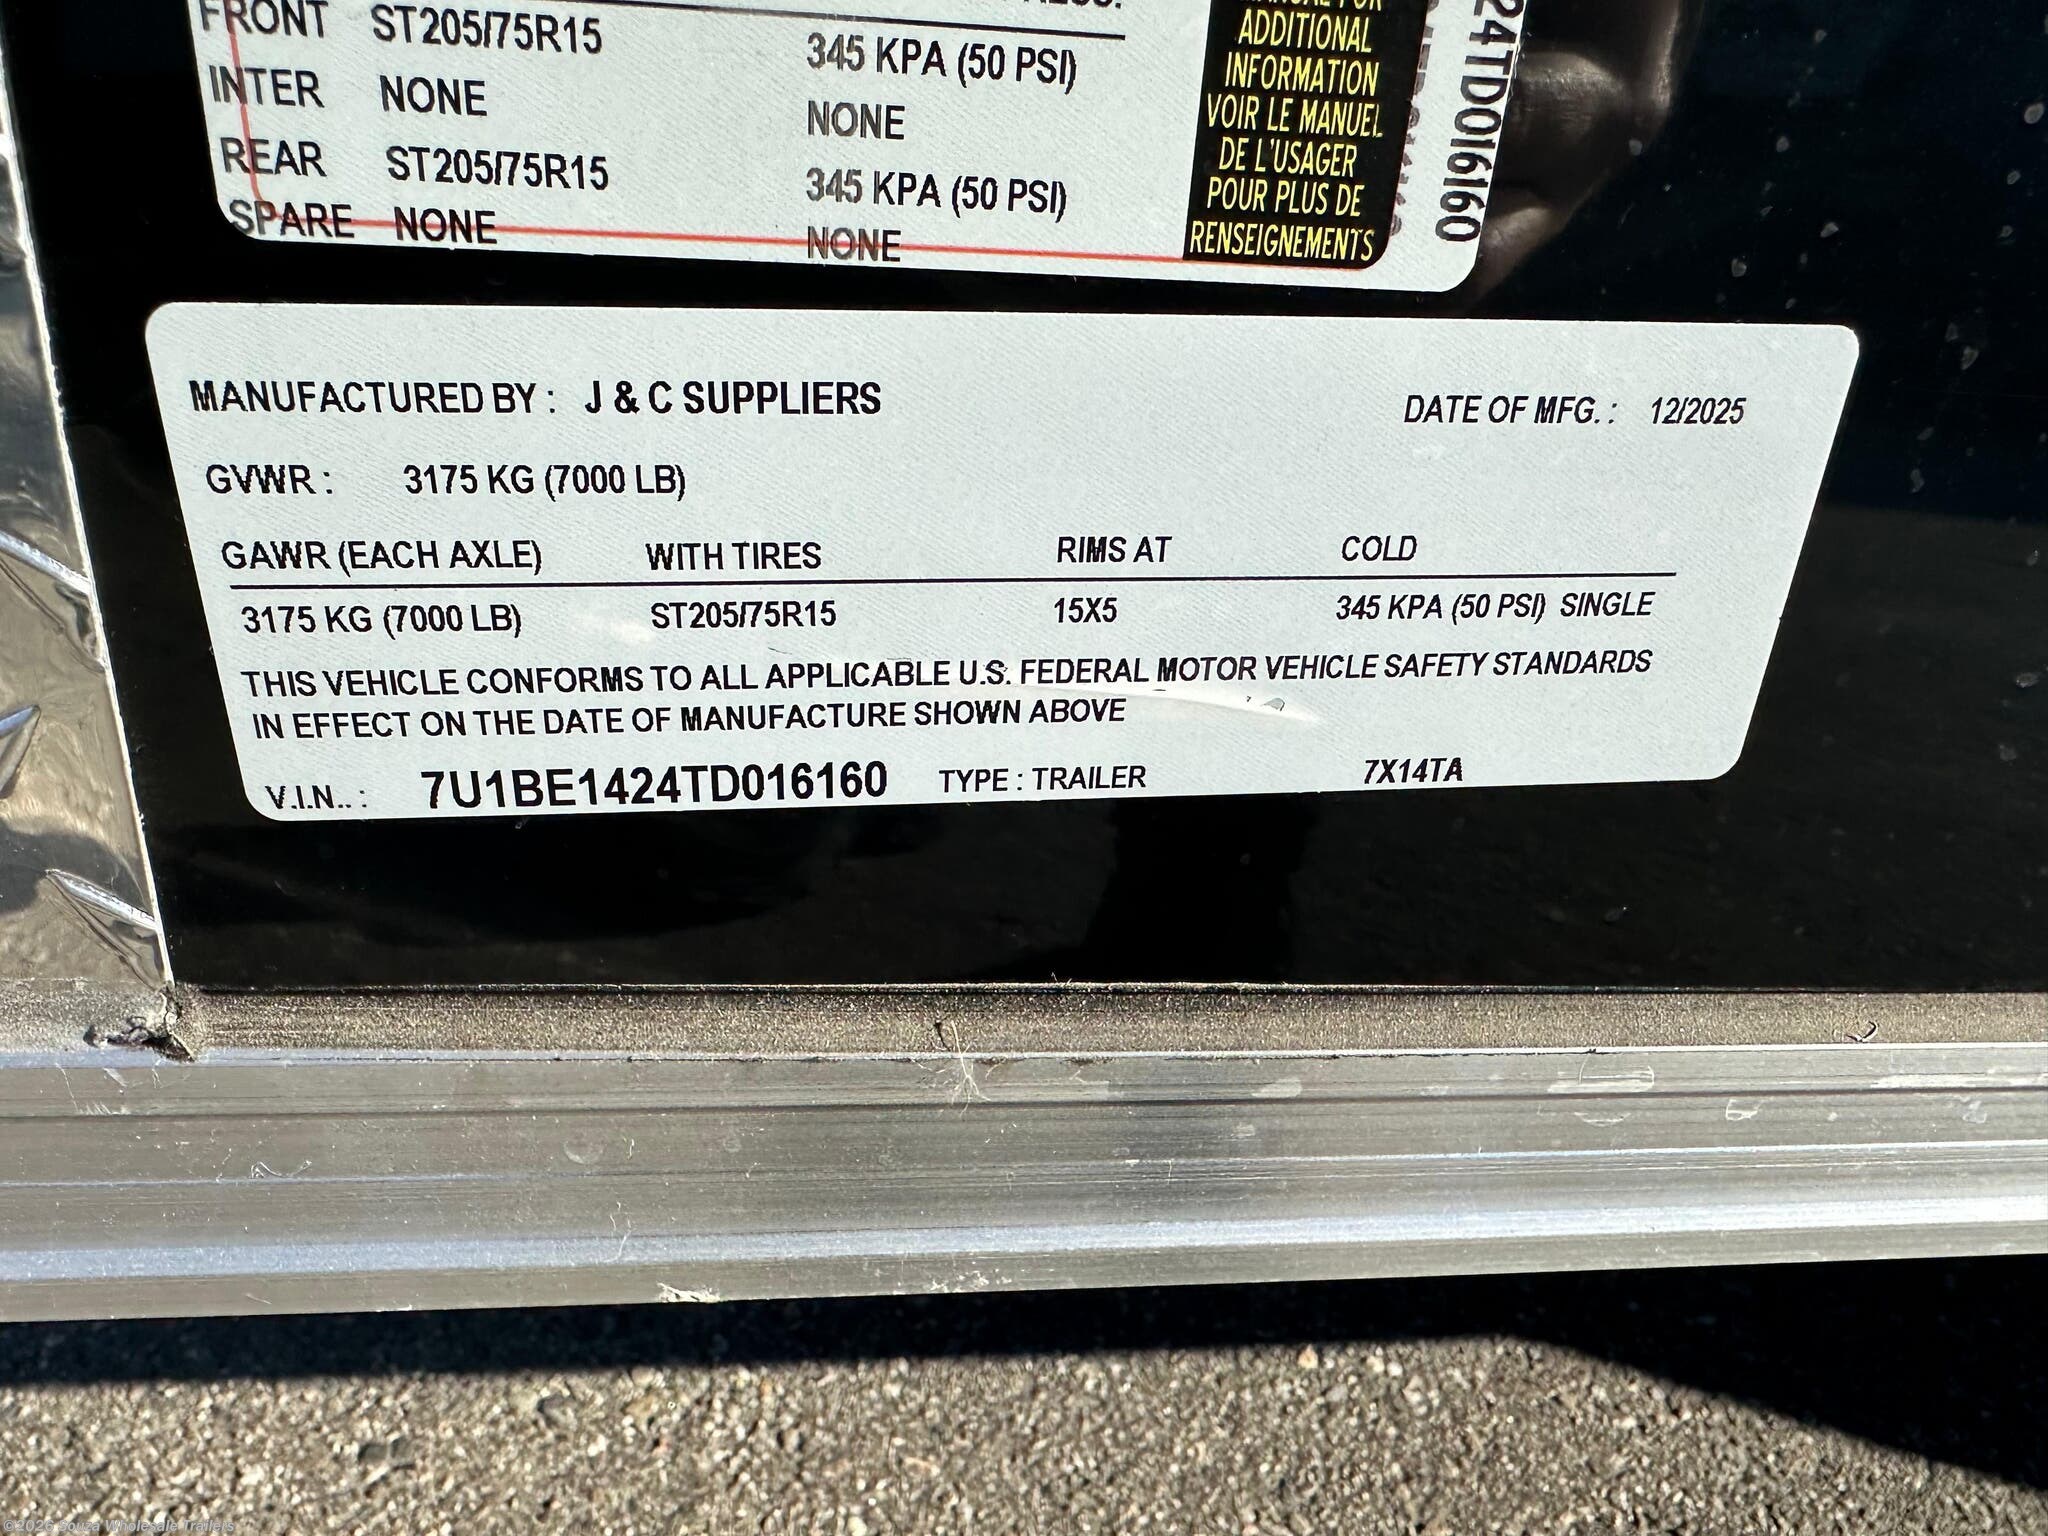 FRONT ST205/75R15 345 KPA (50 PSI)
INTER NONE NONE
REAR ST205/75R15 345 KPA (50 PSI)
SPARE NONE NONE
ADDITIONAL
INFORMATION
VOIR LE MANUEL
DE L'USAGER
POUR PLUS DE
RENSEIGNEMENTS
24TD016160
MANUFACTURED BY : J & C SUPPLIERS DATE OF MFG. : 12/2025
GVWR : 3175 KG (7000 LB)
GAWR (EACH AXLE) WITH TIRES RIMS AT COLD
3175 KG (7000 LB) ST205/75R15 15X5 345 KPA (50 PSI) SINGLE
THIS VEHICLE CONFORMS TO ALL APPLICABLE U.S. FEDERAL MOTOR VEHICLE SAFETY STANDARDS
IN EFFECT ON THE DATE OF MANUFACTURE SHOWN ABOVE
V.I.N.. : 7U1BE1424TD016160 TYPE : TRAILER 7X14TA
©2026 Souza Wholesale Trailers